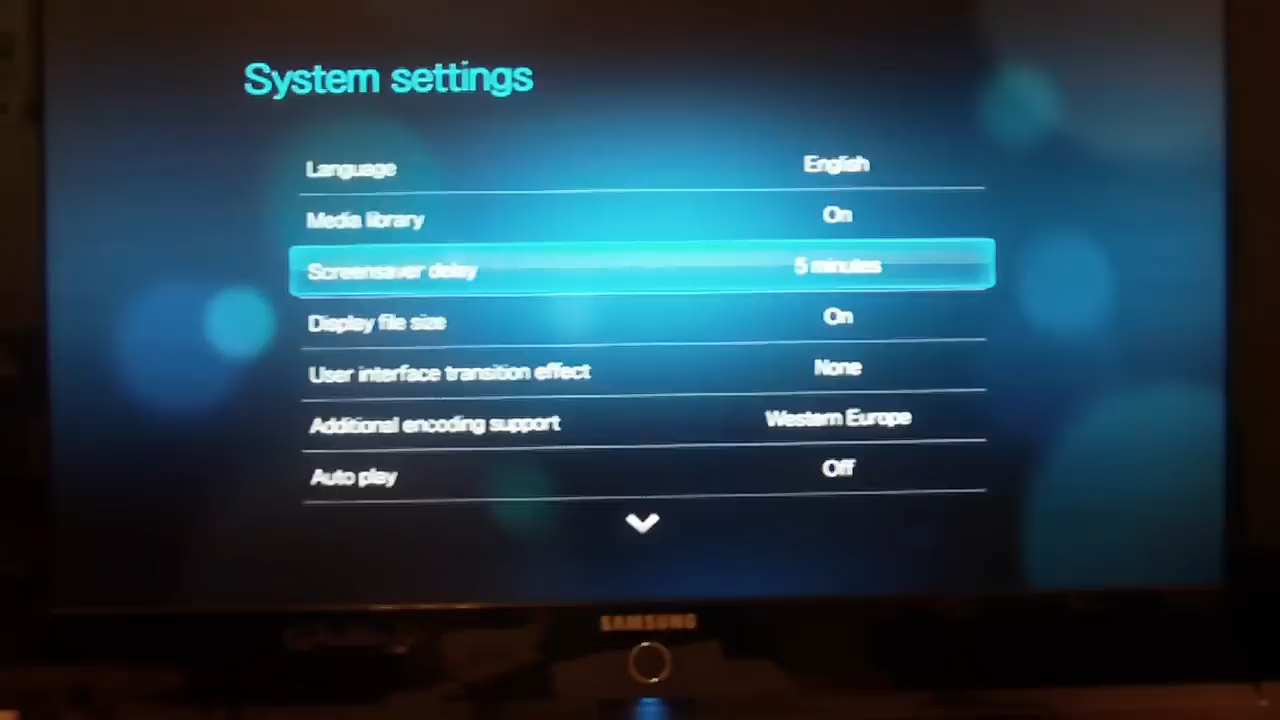 System settings
Language English
Media library On
Screensaver delay 5 minutes
Display file size On
User interface transition effect None
Additional encoding support Western Europe
Auto play Off
SAMSUNG